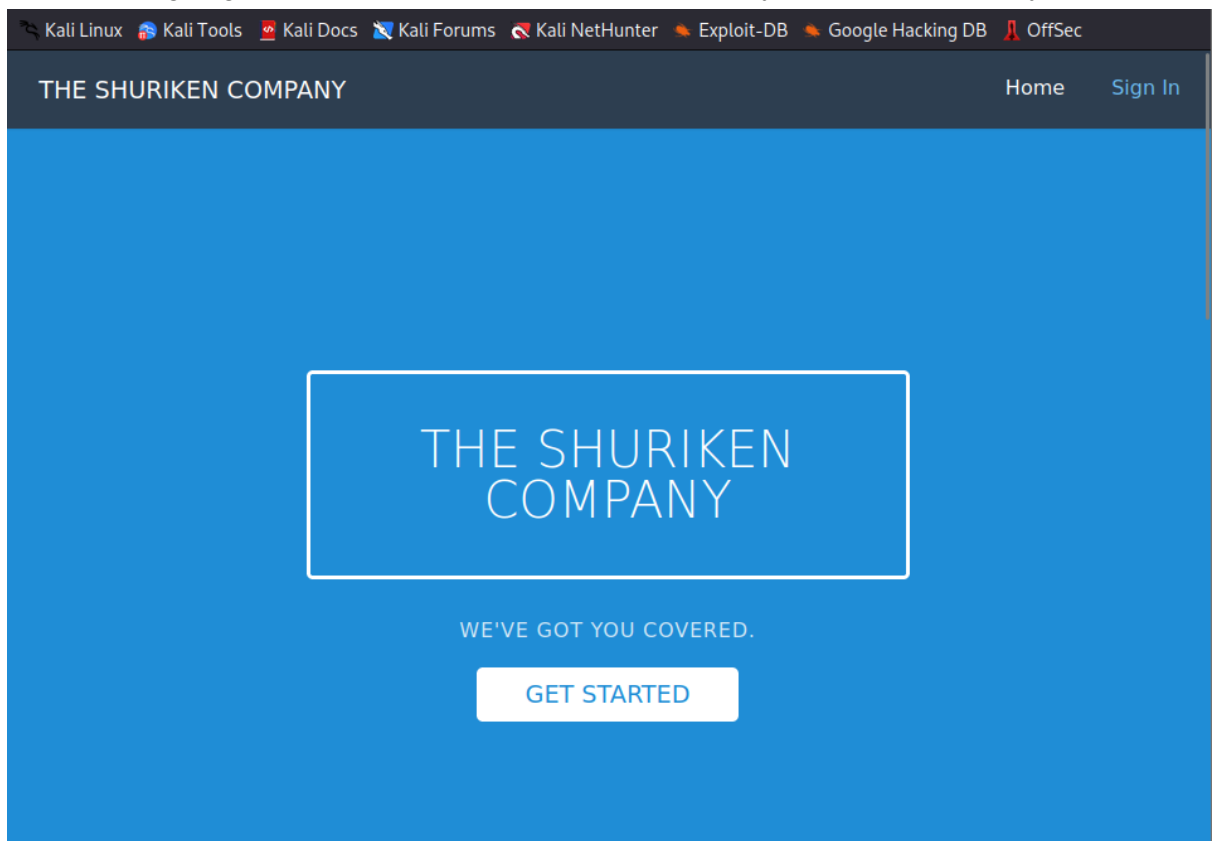 Kali Linux Kali Tools Kali Docs Kali Forums Kali NetHunter Exploit-DB Google Hacking DB OffSec
THE SHURIKEN COMPANY Home Sign In
THE SHURIKEN
COMPANY
WE'VE GOT YOU COVERED.
GET STARTED